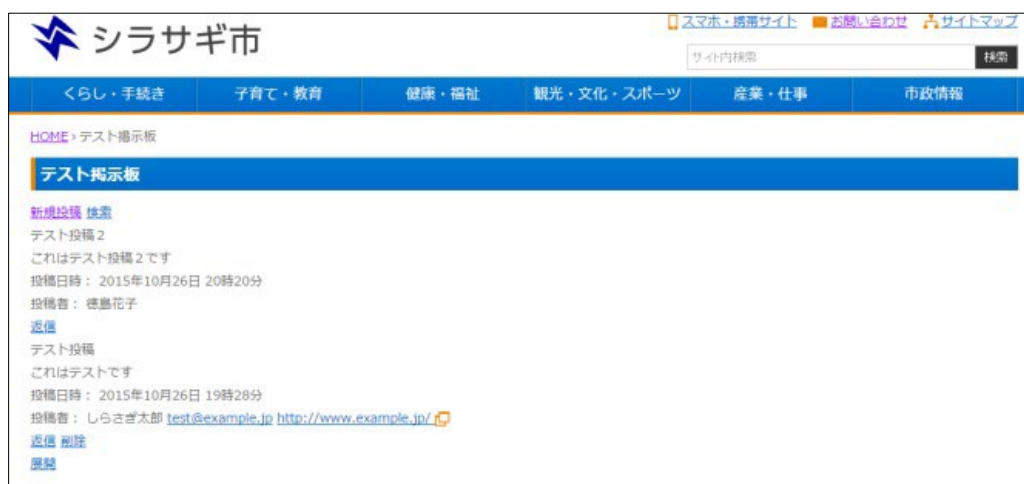 スマホ・携帯サイト お問い合わせ サイトマップ
シラサギ市
サイト内検索 検索
くらし・手続き 子育て・教育 健康・福祉 観光・文化・スポーツ 産業・仕事 市政情報
HOME › テスト掲示板
テスト掲示板
新規投稿 検索
テスト投稿２
これはテスト投稿２です
投稿日時： 2015年10月26日 20時20分
投稿者： 徳島花子
返信
テスト投稿
これはテストです
投稿日時： 2015年10月26日 19時28分
投稿者： しらさぎ太郎 test@example.jp http://www.example.jp/
返信 削除
展開